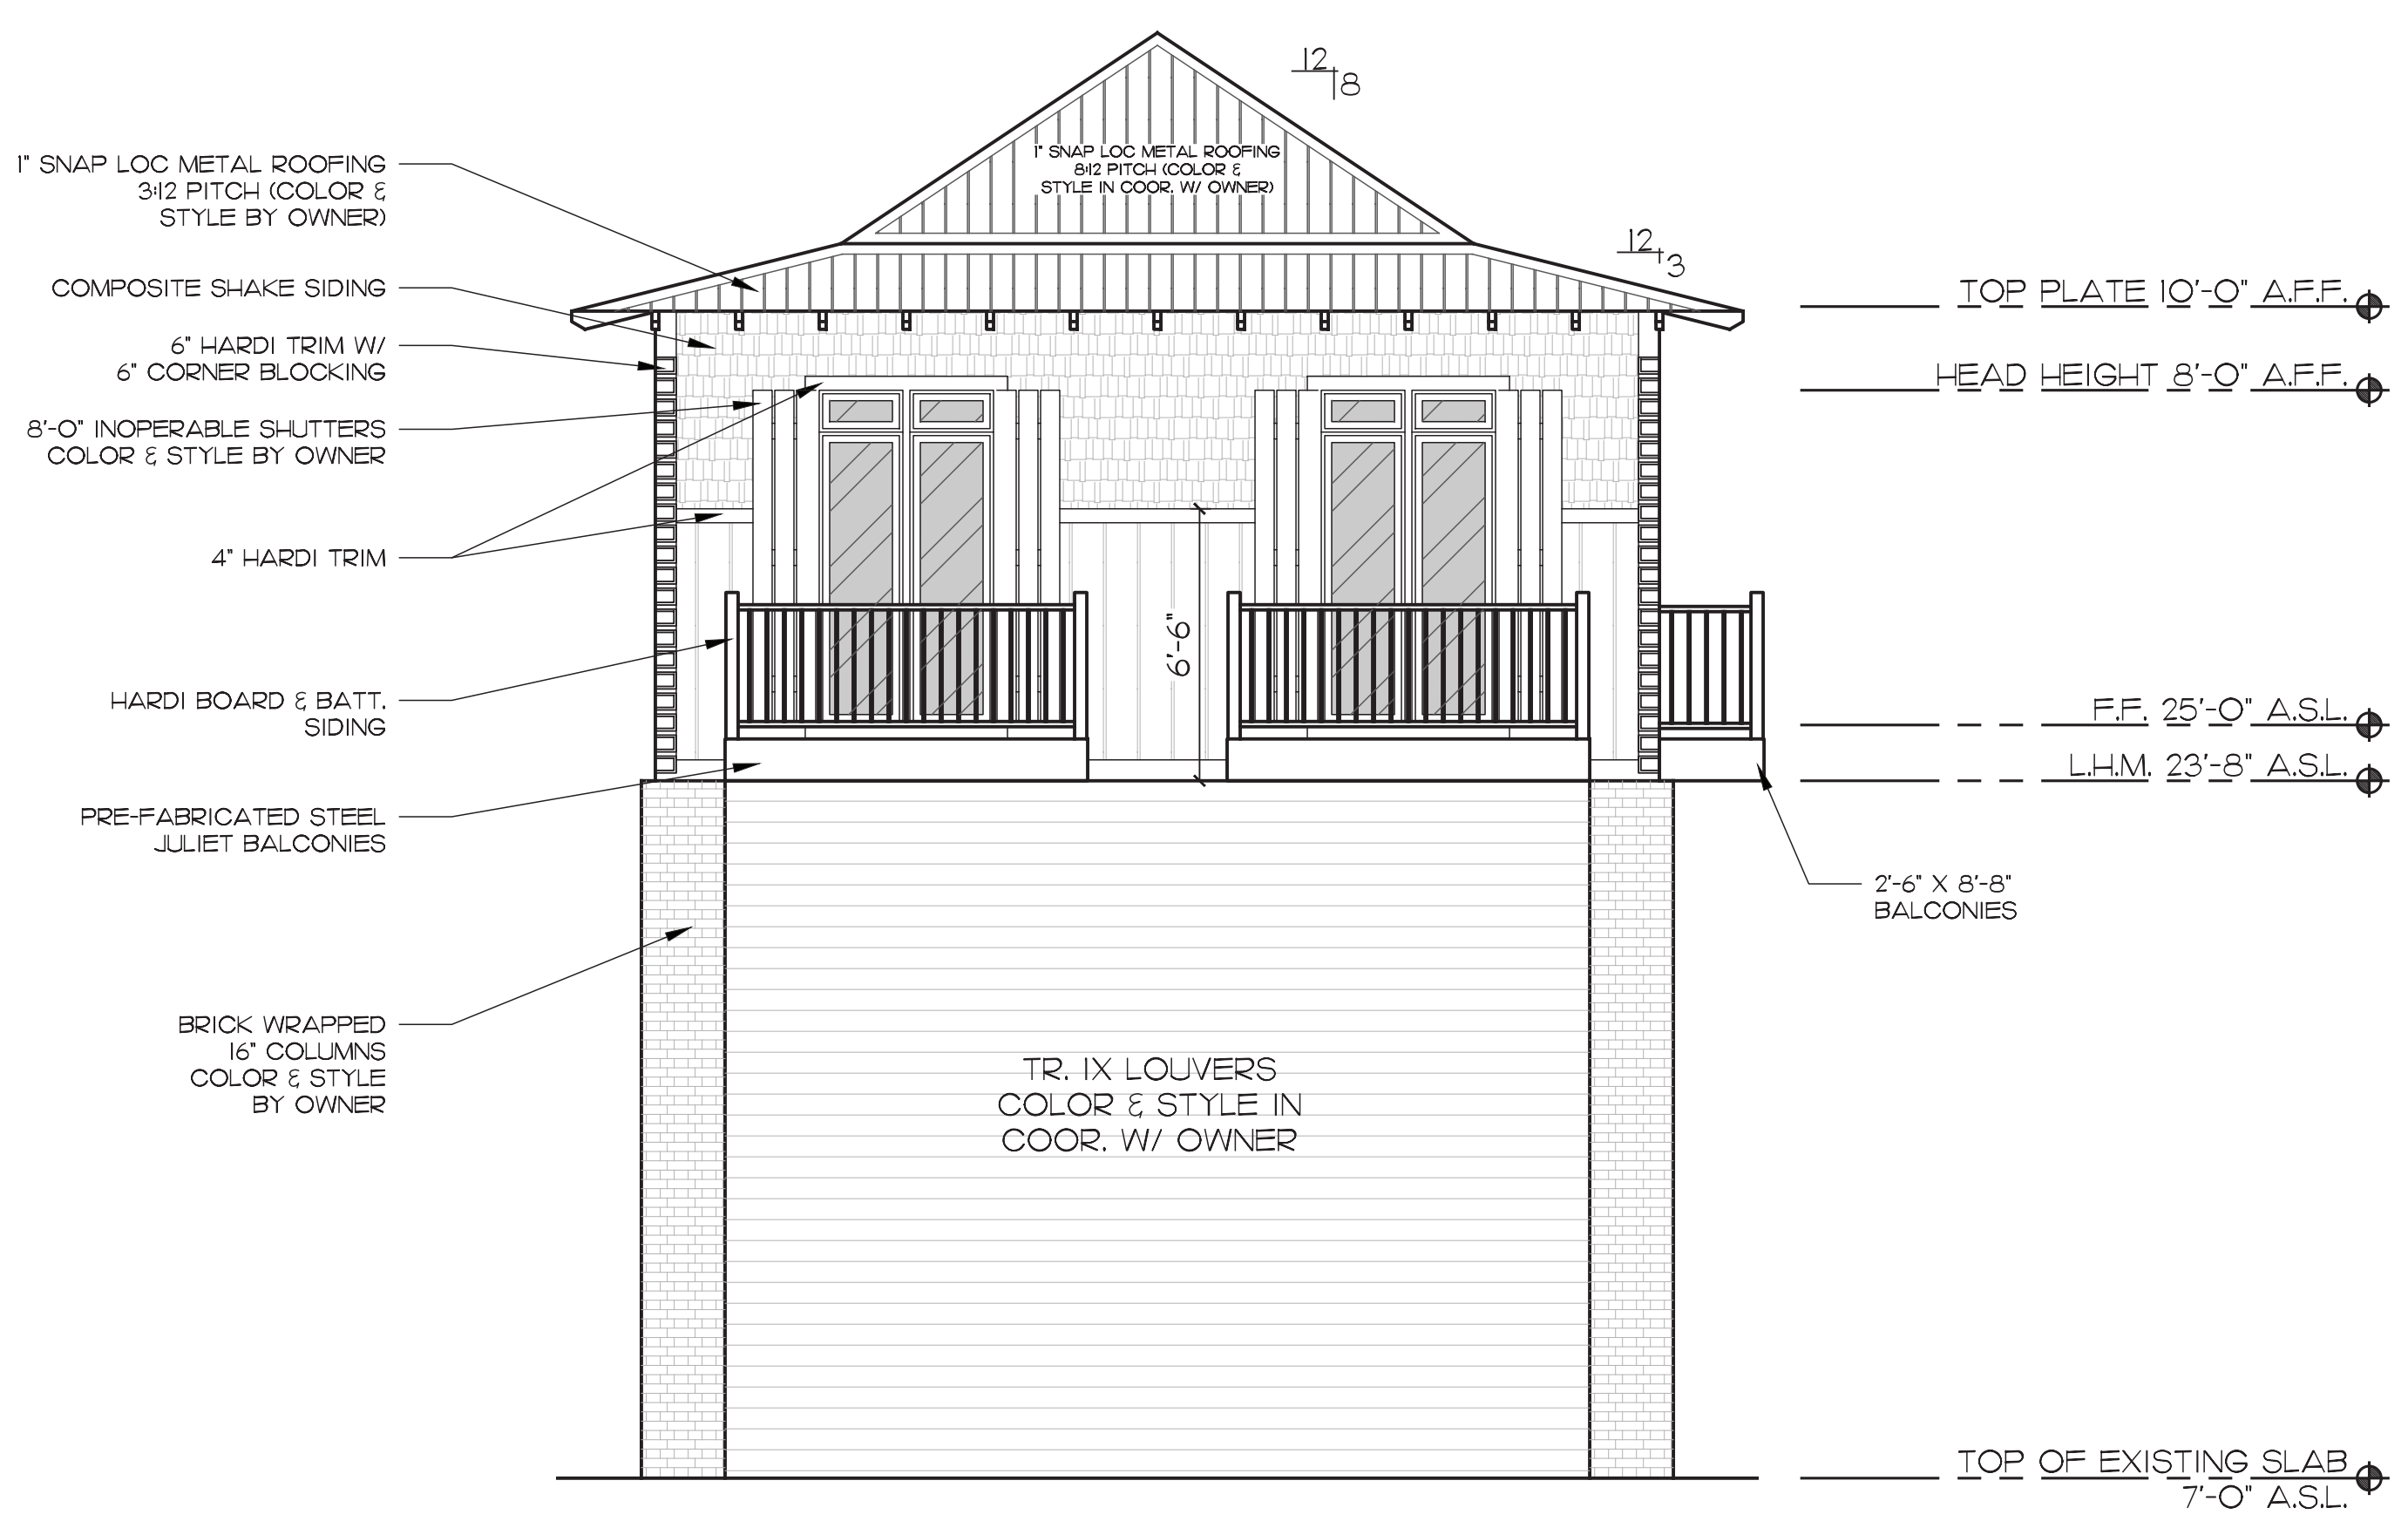 12
8
1" SNAP LOC METAL ROOFING
3:12 PITCH (COLOR &
STYLE BY OWNER)
1" SNAP LOC METAL ROOFING
8:12 PITCH (COLOR &
STYLE IN COOR. W/ OWNER)
12
3
COMPOSITE SHAKE SIDING
6" HARDI TRIM W/
6" CORNER BLOCKING
8'-0" INOPERABLE SHUTTERS
COLOR & STYLE BY OWNER
4" HARDI TRIM
HARDI BOARD & BATT.
SIDING
PRE-FABRICATED STEEL
JULIET BALCONIES
BRICK WRAPPED
16" COLUMNS
COLOR & STYLE
BY OWNER
6'-6"
TR. IX LOUVERS
COLOR & STYLE IN
COOR. W/ OWNER
TOP PLATE 10'-0" A.F.F.
HEAD HEIGHT 8'-0" A.F.F.
F.F. 25'-0" A.S.L.
L.H.M. 23'-8" A.S.L.
2'-6" X 8'-8"
BALCONIES
TOP OF EXISTING SLAB
7'-0" A.S.L.